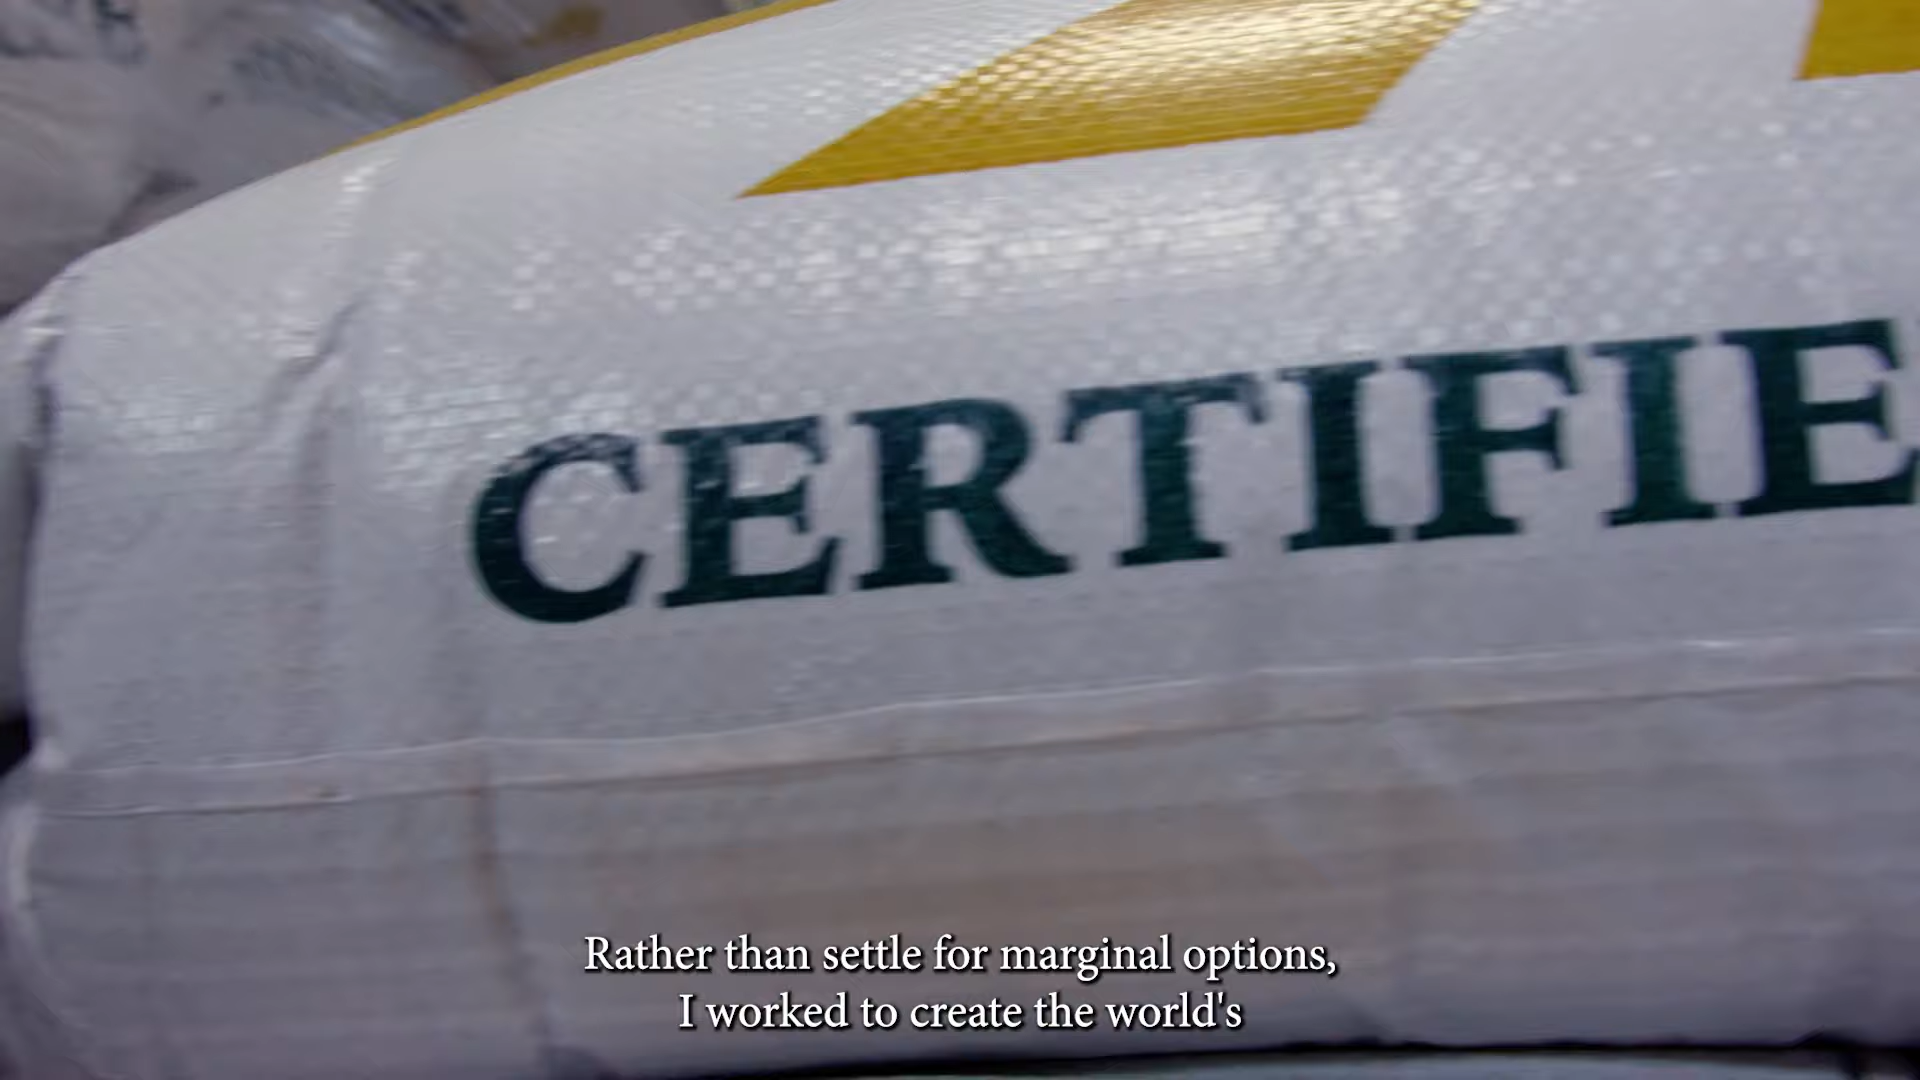 CERTIFIE
Rather than settle for marginal options,
I worked to create the world's